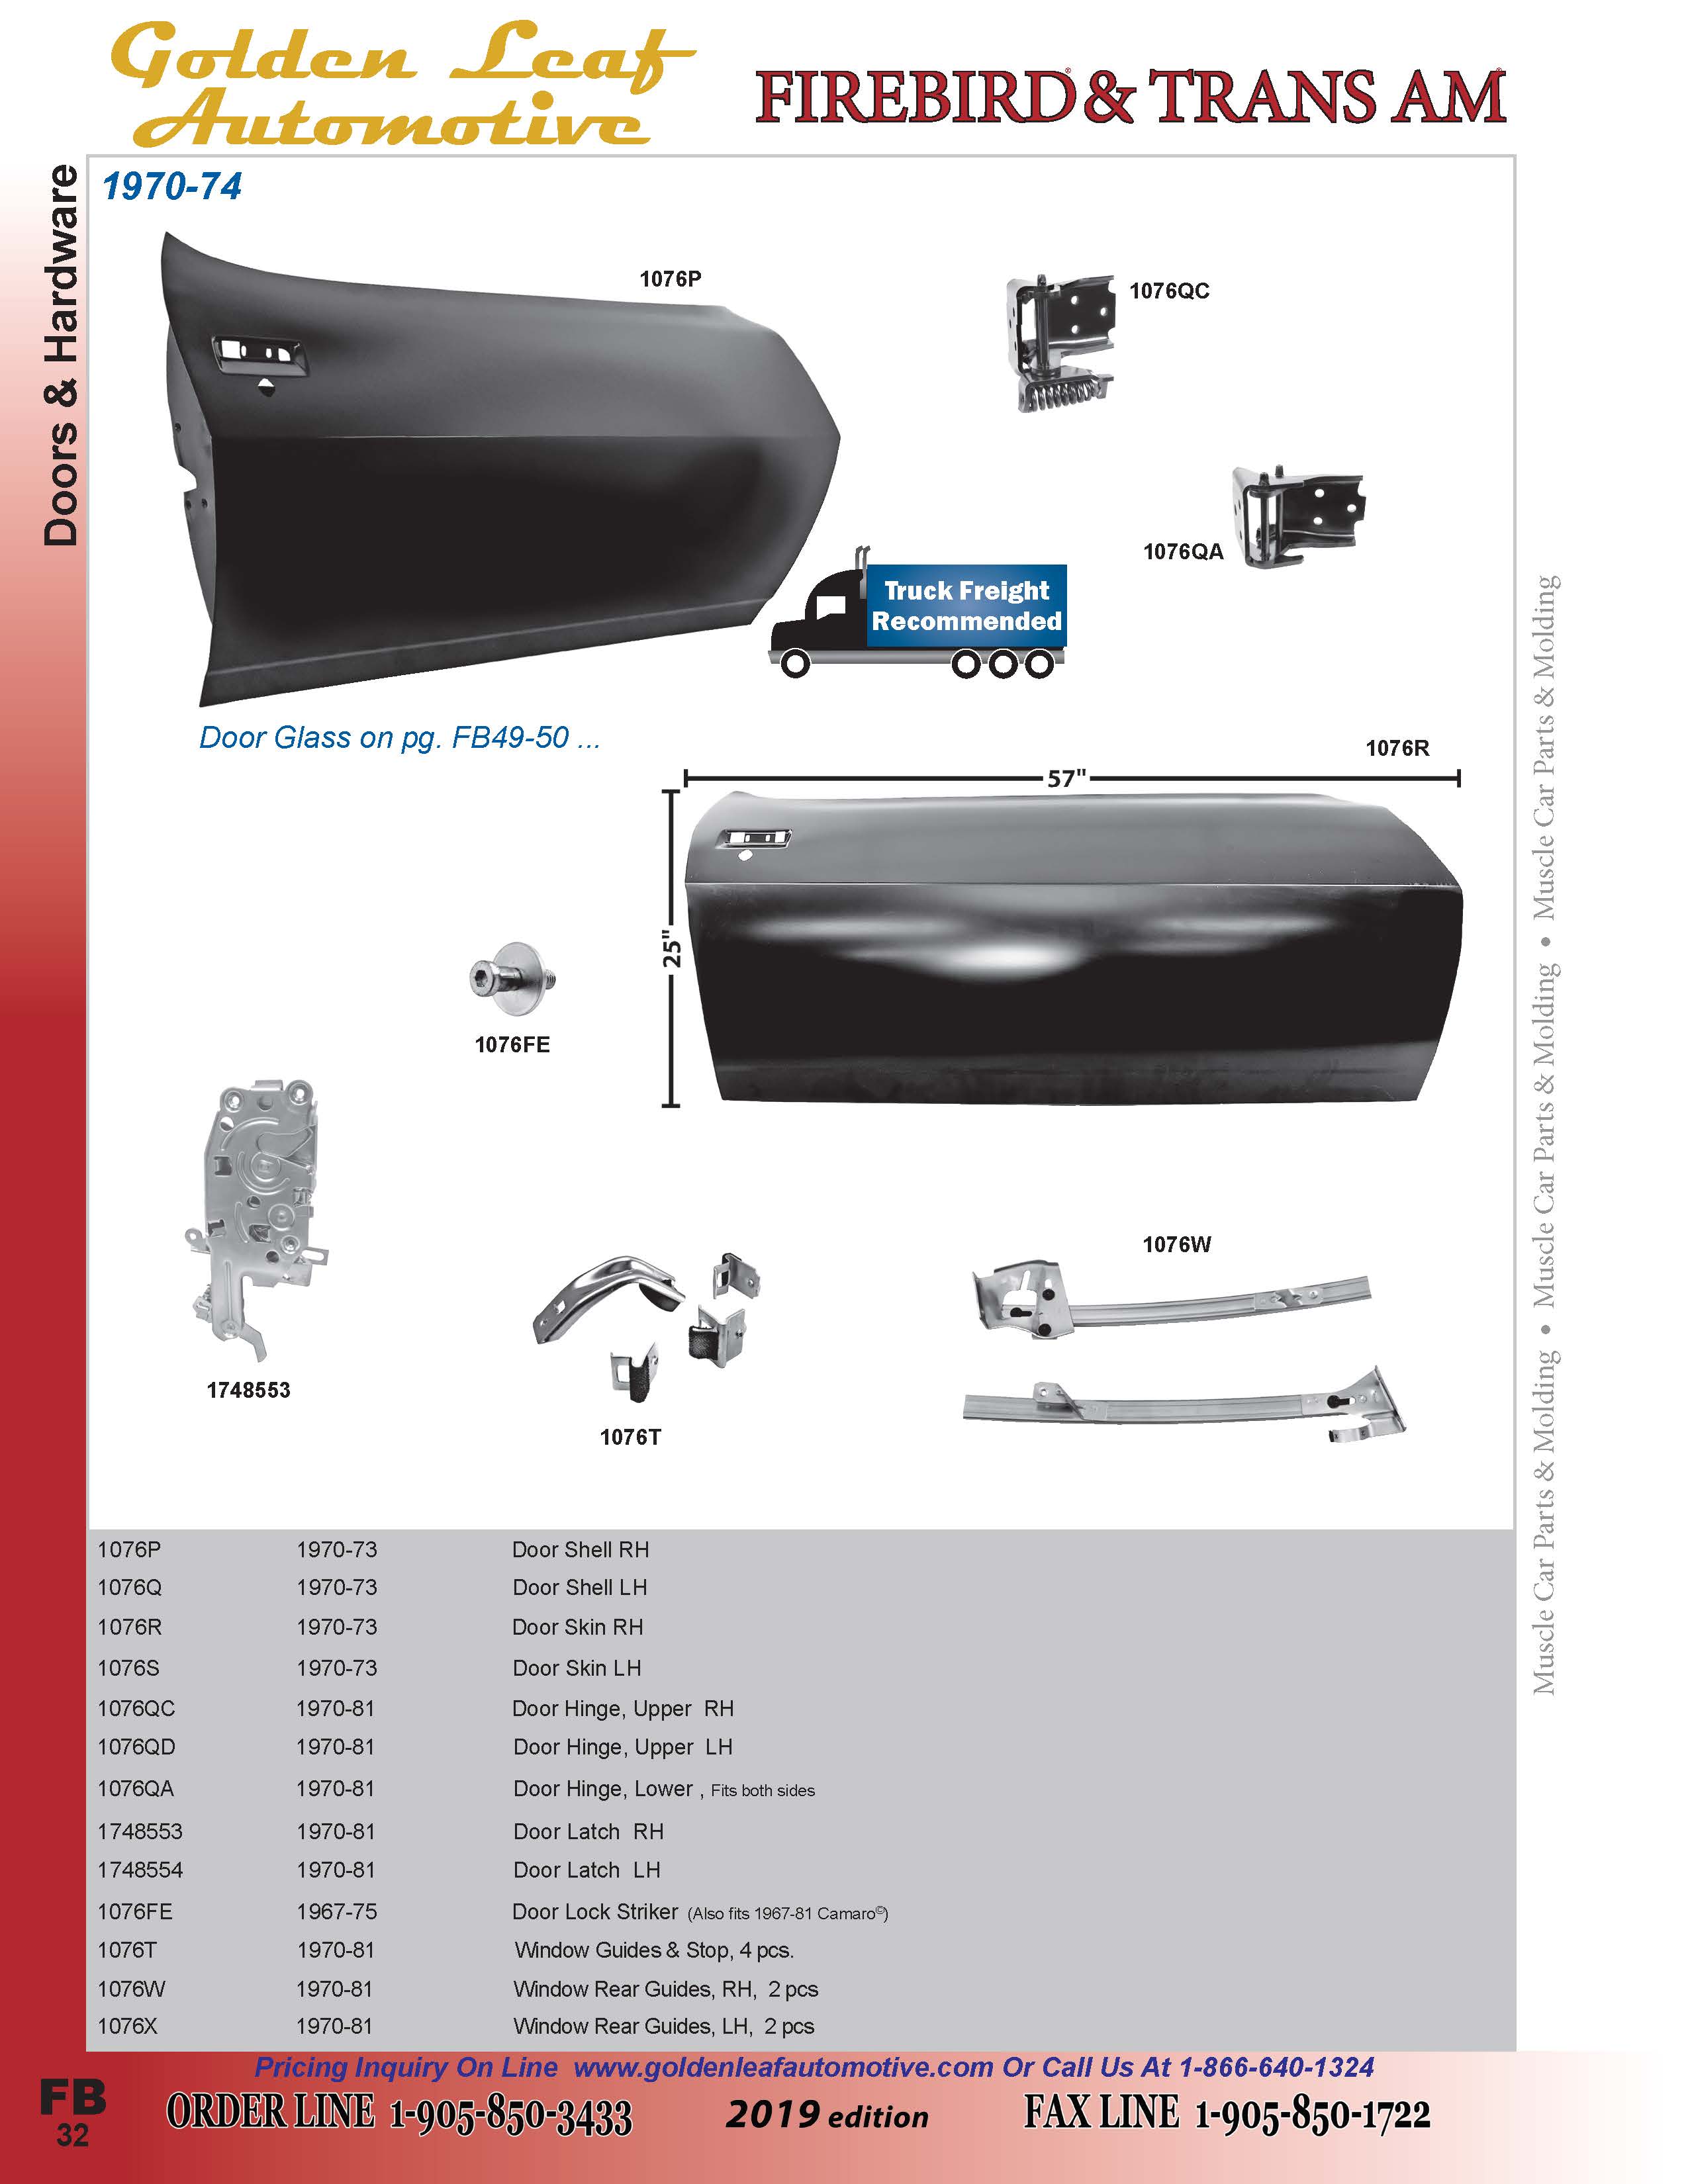 Golden Leaf
Automotive
FIREBIRD® & TRANS AM®
Doors & Hardware
1970-74
1076P
1076QC
1076QA
Truck Freight
Recommended
Door Glass on pg. FB49-50 ...
1076R
57"
25"
1076FE
1748553
1076T
1076W
Muscle Car Parts & Molding • Muscle Car Parts & Molding • Muscle Car Parts & Molding
1076P 1970-73 Door Shell RH
1076Q 1970-73 Door Shell LH
1076R 1970-73 Door Skin RH
1076S 1970-73 Door Skin LH
1076QC 1970-81 Door Hinge, Upper RH
1076QD 1970-81 Door Hinge, Upper LH
1076QA 1970-81 Door Hinge, Lower , Fits both sides
1748553 1970-81 Door Latch RH
1748554 1970-81 Door Latch LH
1076FE 1967-75 Door Lock Striker (Also fits 1967-81 Camaro©)
1076T 1970-81 Window Guides & Stop, 4 pcs.
1076W 1970-81 Window Rear Guides, RH, 2 pcs
1076X 1970-81 Window Rear Guides, LH, 2 pcs
Pricing Inquiry On Line www.goldenleafautomotive.com Or Call Us At 1-866-640-1324
FB
32
ORDER LINE 1-905-850-3433 2019 edition FAX LINE 1-905-850-1722